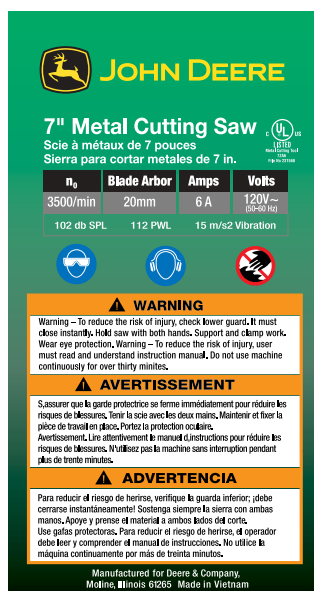 JOHN DEERE
7" Metal Cutting Saw
Scie à métaux de 7 pouces
Sierra para cortar metales de 7 in.
C UL US
LISTED
Metal Cutting Tool
n₀ Blade Arbor Amps Volts
3500/min 20mm 6 A 120V~
(50-60 Hz)
102 db SPL 112 PWL 15 m/s2 Vibration
WARNING
Warning – To reduce the risk of injury, check lower guard. It must
close instantly. Hold saw with both hands. Support and clamp work.
Wear eye protection. Warning – To reduce the risk of injury, user
must read and understand instruction manual. Do not use machine
continuously for over thirty minites.
AVERTISSEMENT
S,assurer que la garde protectrice se ferme immédiatement pour réduire les
risques de blessures. Tenir la scie avec les deux mains. Maintenir et fixer la
pièce de travail en place. Portez la protection oculaire.
Avertissement. Lire attentivement le manuel d,instructions pour réduire les
risques de blessures. N'utilisez pas la machine sans interruption pendant
plus de trente minutes.
ADVERTENCIA
Para reducir el riesgo de herirse, verifique la guarda inferior; ¡debe
cerrarse instantáneamente! Sostenga siempre la sierra con ambas
manos. Apoye y prense el material a ambos lados del corte.
Use gafas protectoras. Para reducir el riesgo de herirse, el operador
debe leer y comprender el manual de instrucciones. No utilice la
máquina continuamente por más de treinta minutos.
Manufactured for Deere & Company,
Moline, Illinois 61265 Made in Vietnam